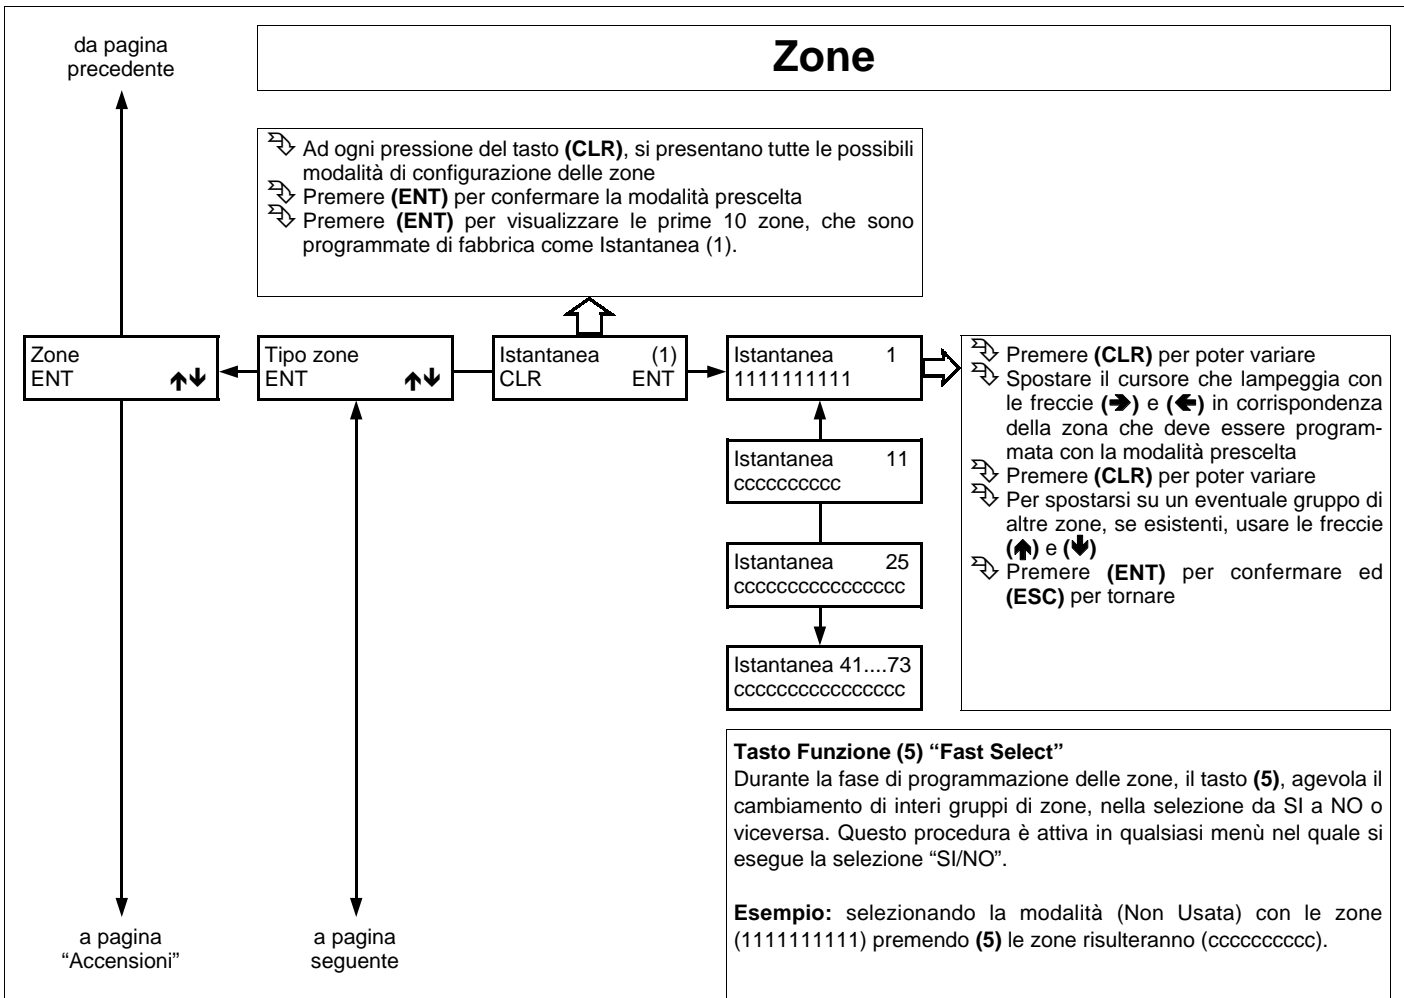 da pagina
precedente
Zone
Ad ogni pressione del tasto (CLR), si presentano tutte le possibili
modalità di configurazione delle zone
Premere (ENT) per confermare la modalità prescelta
Premere (ENT) per visualizzare le prime 10 zone, che sono
programmate di fabbrica come Istantanea (1).
Zone
ENT ↑↓
Tipo zone
ENT ↑↓
Istantanea (1)
CLR ENT
Istantanea 1
1111111111
Istantanea 11
cccccccccc
Istantanea 25
cccccccccccccccc
Istantanea 41....73
cccccccccccccccc
Premere (CLR) per poter variare
Spostare il cursore che lampeggia con
le freccie (→) e (←) in corrispondenza
della zona che deve essere program-
mata con la modalità prescelta
Premere (CLR) per poter variare
Per spostarsi su un eventuale gruppo di
altre zone, se esistenti, usare le freccie
(↑) e (↓)
Premere (ENT) per confermare ed
(ESC) per tornare
Tasto Funzione (5) “Fast Select”
Durante la fase di programmazione delle zone, il tasto (5), agevola il
cambiamento di interi gruppi di zone, nella selezione da SI a NO o
viceversa. Questo procedura è attiva in qualsiasi menù nel quale si
esegue la selezione “SI/NO”.
Esempio: selezionando la modalità (Non Usata) con le zone
(1111111111) premendo (5) le zone risulteranno (cccccccccc).
a pagina
“Accensioni”
a pagina
seguente